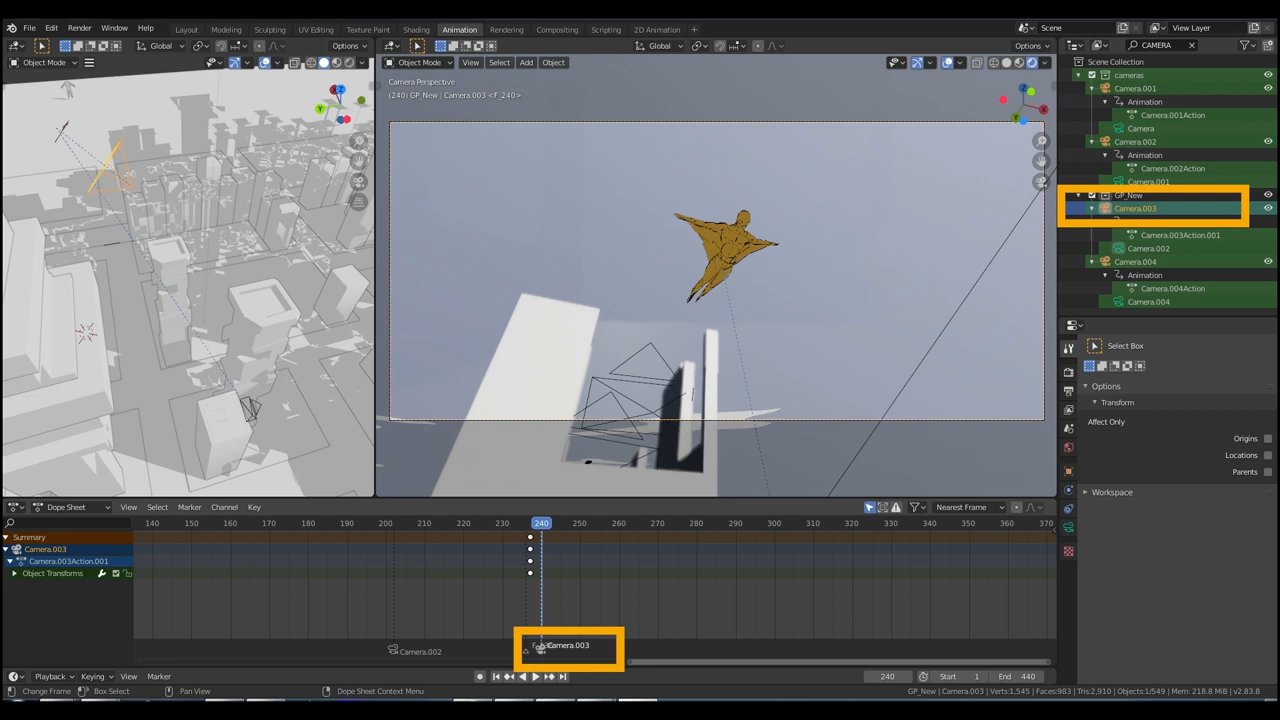 File Edit Render Window Help Layout Modeling Sculpting UV Editing Texture Paint Shading Animation Rendering Compositing Scripting 2D Animation + Scene View Layer
Global Options
Global Options
CAMERA
Object Mode
Object Mode View Select Add Object
Scene Collection
cameras
Camera.001
Animation
Camera.001Action
Camera
Camera.002
Animation
Camera.002Action
Camera.001
GP_New
Camera.003
Camera.003Action.001
Camera.002
Camera.004
Animation
Camera.004Action
Camera.004
Camera Perspective
(240) GP_New | Camera.003 <F_240>
Z
Y
X
Z
Y
X
Select Box
Options
Transform
Affect Only
Origins
Locations
Parents
Workspace
Dope Sheet View Select Marker Channel Key Nearest Frame
140 150 160 170 180 190 200 210 220 230 240 250 260 270 280 290 300 310 320 330 340 350 360 370
Summary
Camera.003
Camera.003Action.001
Object Transforms
Camera.002
Camera.003
Playback Keying View Marker 240 Start 1 End 440
Change Frame Box Select Pan View Dope Sheet Context Menu GP_New | Camera.003 | Verts:1,545 | Faces:983 | Tris:2,910 | Objects:1/549 | Mem: 218.8 MiB | v2.83.8